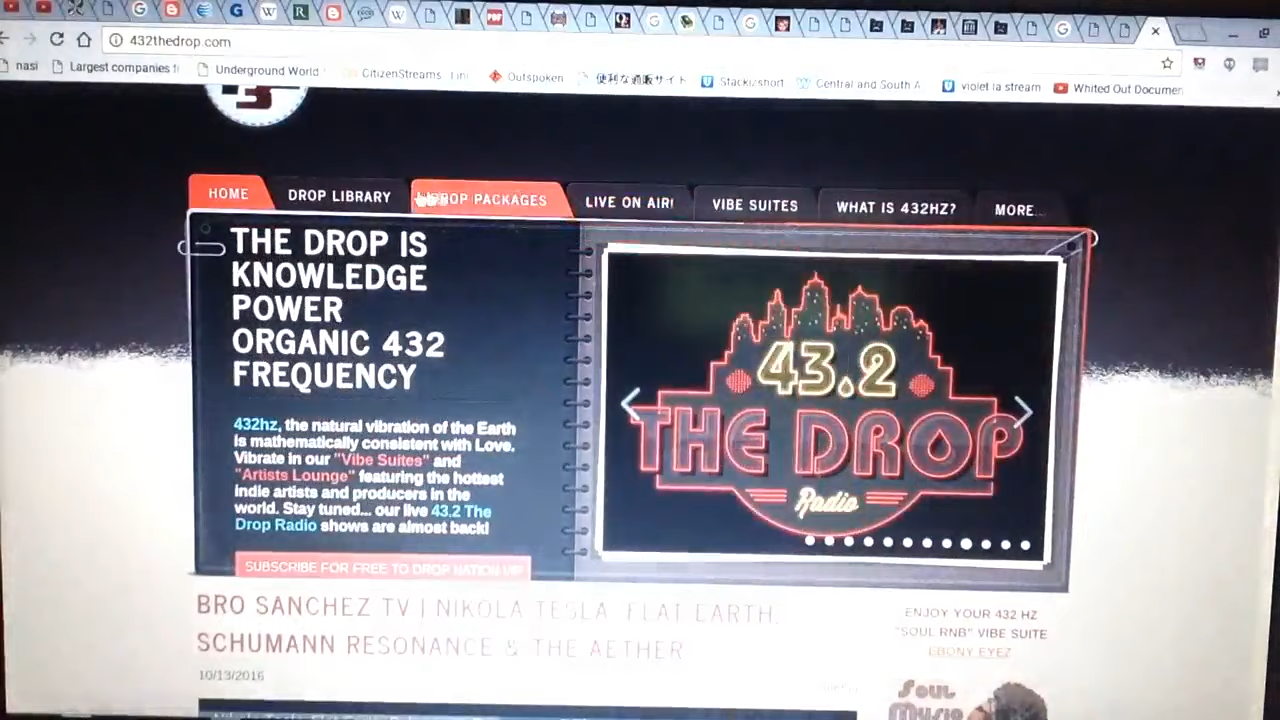 432thedrop.com
nasi
Largest companies
Underground World
CitizenStreams
Outspoken
便利な通販サイト
Stackizshort
Central and South A
violet la stream
Whited Out Documen
HOME
DROP LIBRARY
DROP PACKAGES
LIVE ON AIR!
VIBE SUITES
WHAT IS 432HZ?
MORE...
THE DROP IS
KNOWLEDGE
POWER
ORGANIC 432
FREQUENCY
432hz, the natural vibration of the Earth
is mathematically consistent with Love.
Vibrate in our "Vibe Suites" and
"Artists Lounge" featuring the hottest
indie artists and producers in the
world. Stay tuned... our live 43.2 The
Drop Radio shows are almost back!
SUBSCRIBE FOR FREE TO DROP NATION VIP
43.2
THE DROP
Radio
BRO SANCHEZ TV | NIKOLA TESLA, FLAT EARTH,
SCHUMANN RESONANCE & THE AETHER
10/13/2016
ENJOY YOUR 432 HZ
"SOUL RNB" VIBE SUITE
EBONY EYEZ
Soul
Music